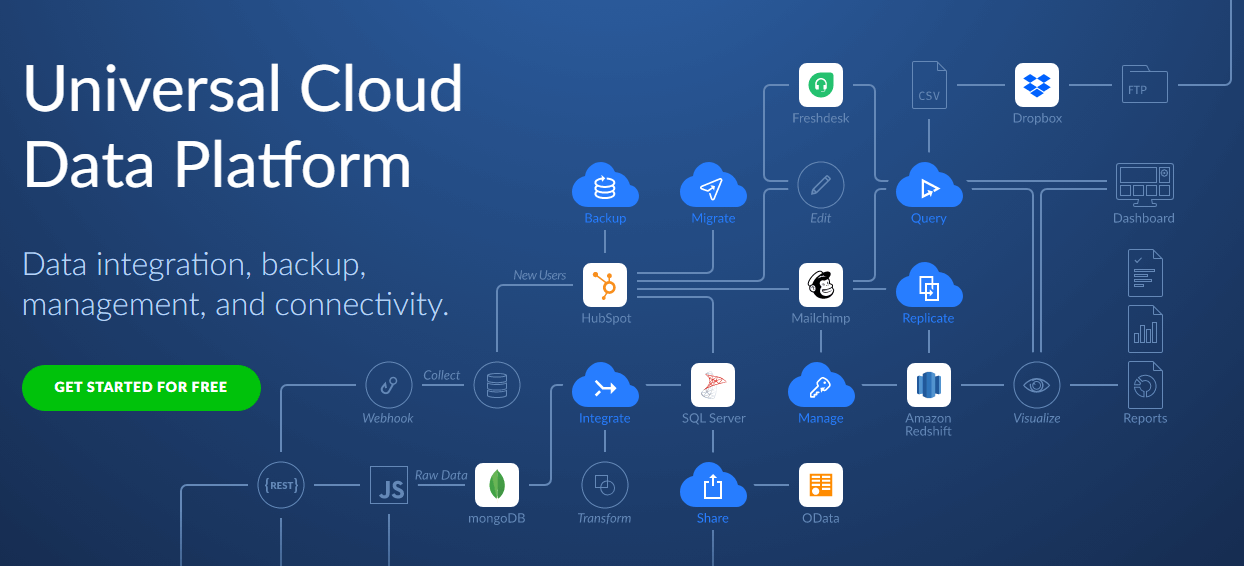 Universal Cloud
Data Platform
Data integration, backup,
management, and connectivity.
GET STARTED FOR FREE
Freshdesk
CSV
Dropbox
FTP
Backup
Migrate
Edit
Query
Dashboard
New Users
HubSpot
Mailchimp
Replicate
Webhook
Collect
Integrate
SQL Server
Manage
Amazon
Redshift
Visualize
Reports
{REST}
JS
Raw Data
mongoDB
Transform
Share
OData